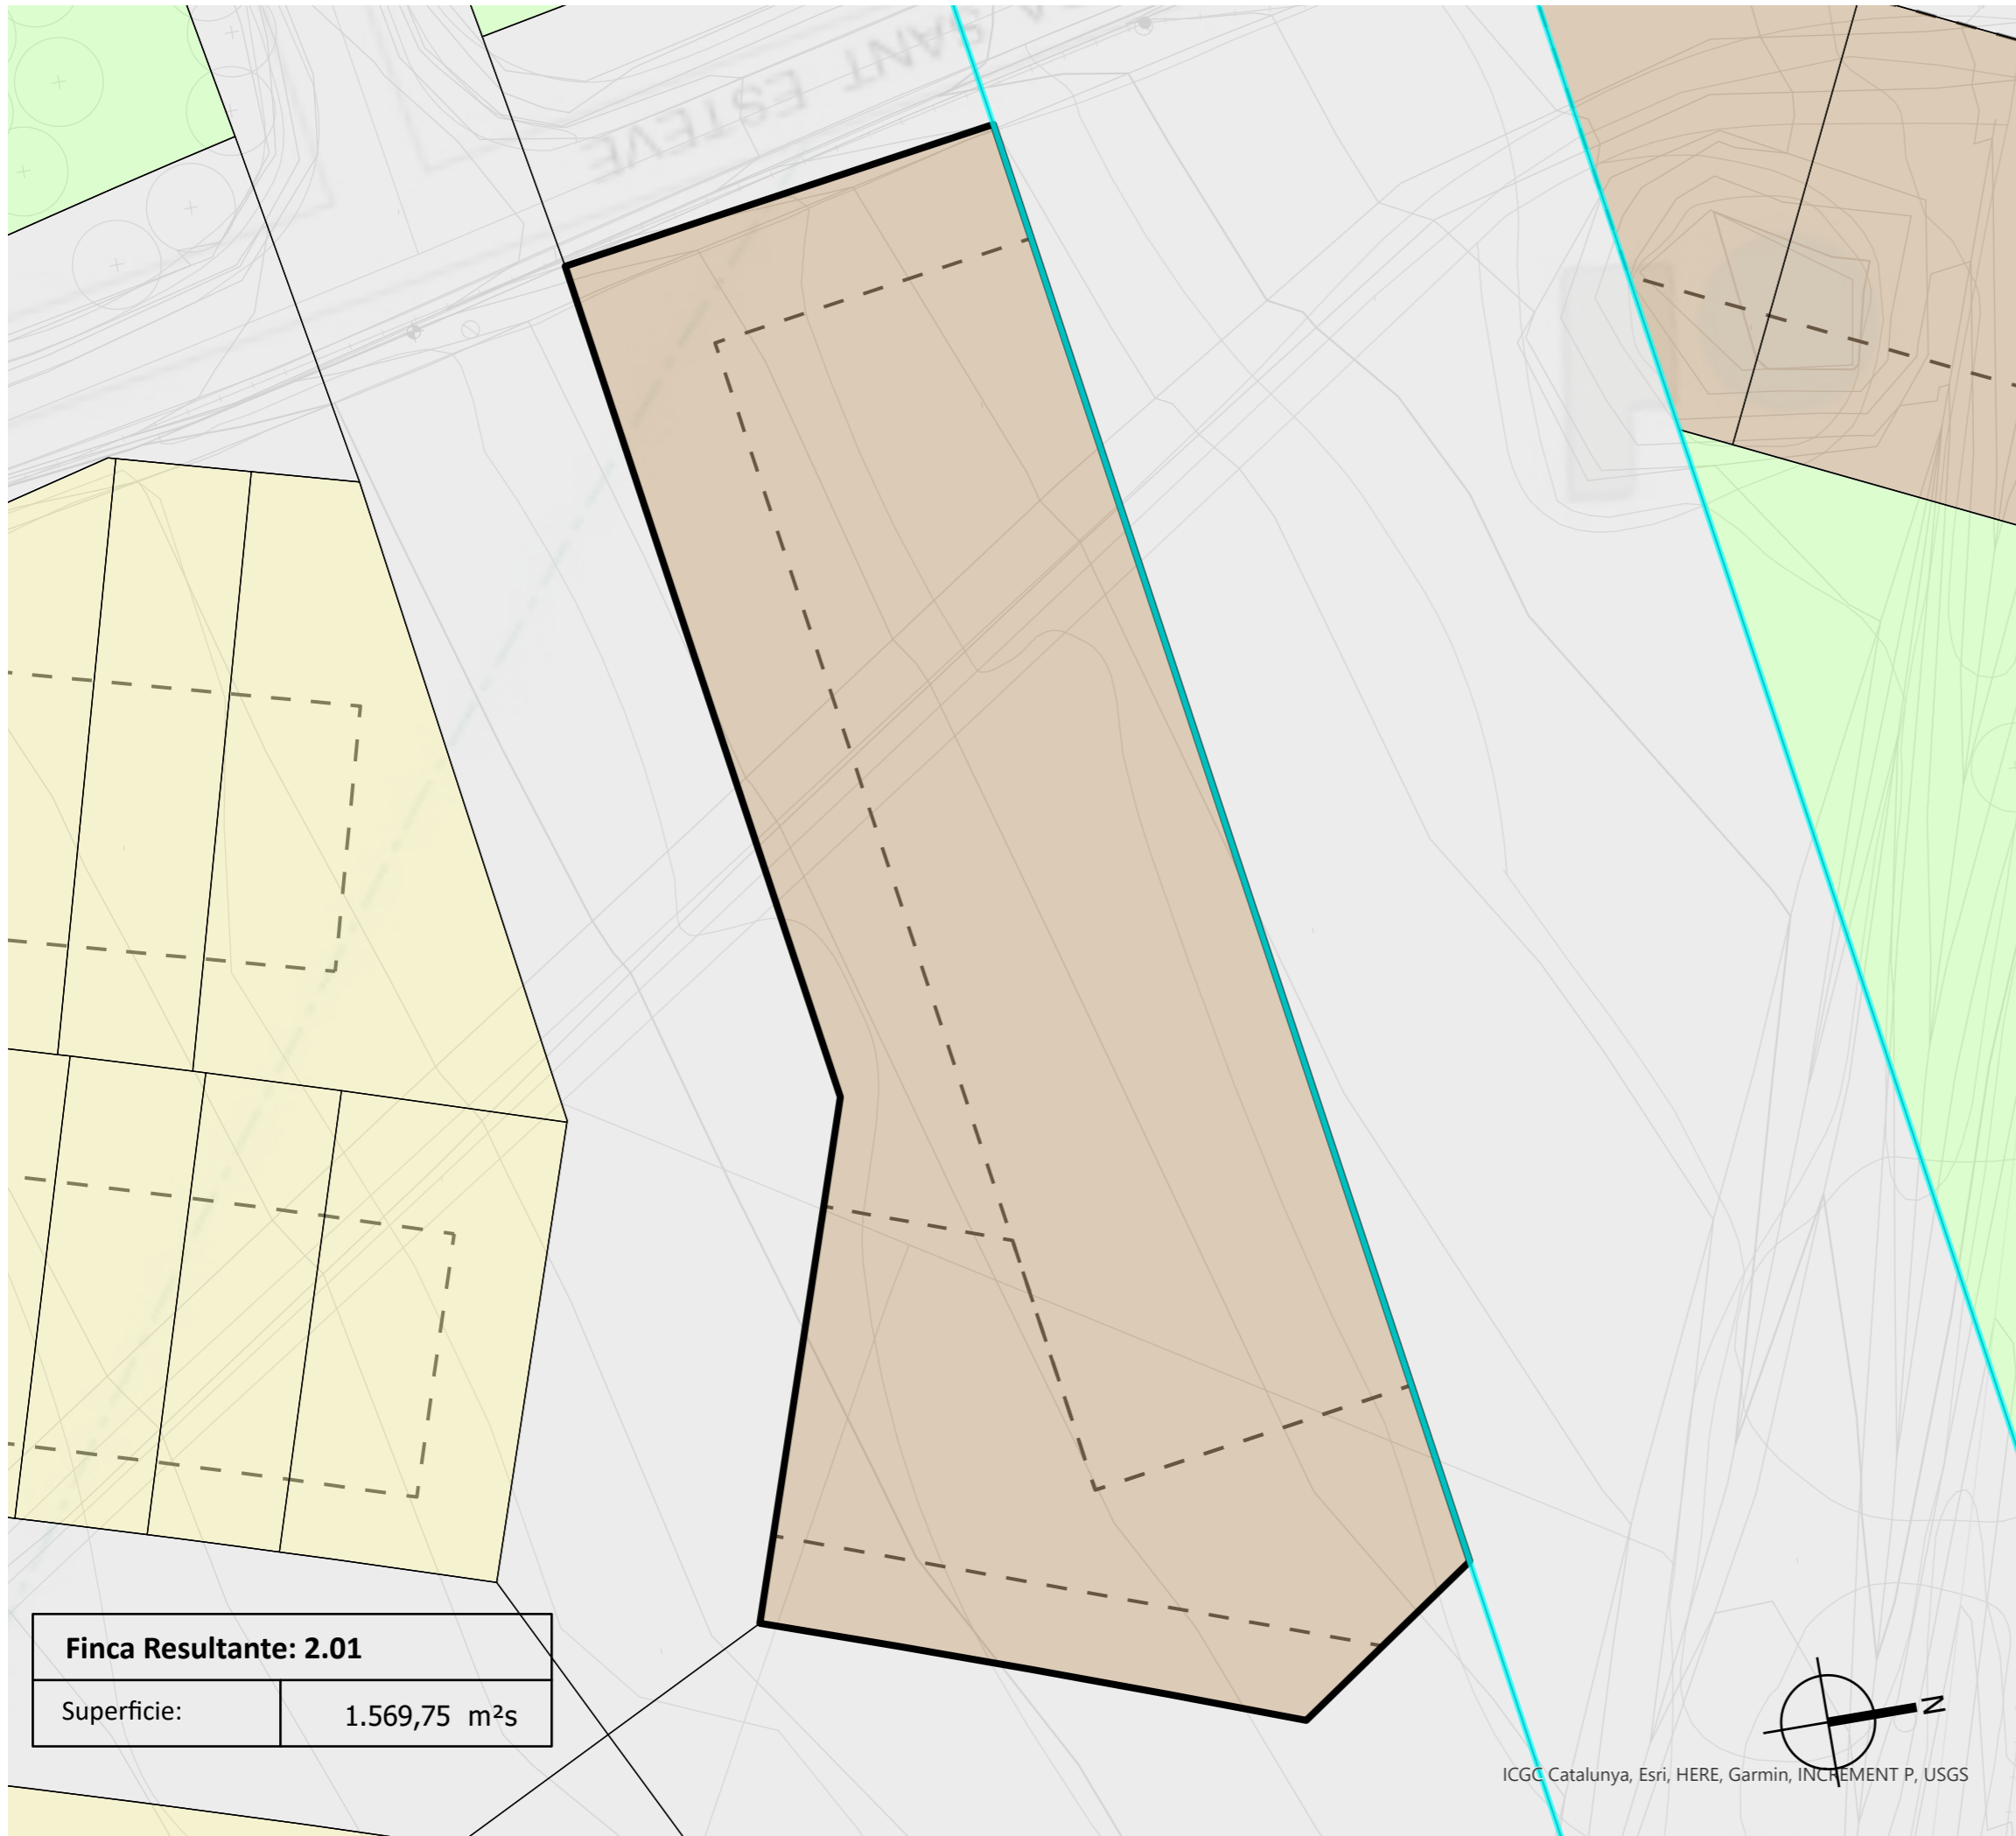 SANT ESTEVE
Finca Resultante: 2.01
Superficie: 1.569,75 m²s
N
ICGC Catalunya, Esri, HERE, Garmin, INCREMENT P, USGS